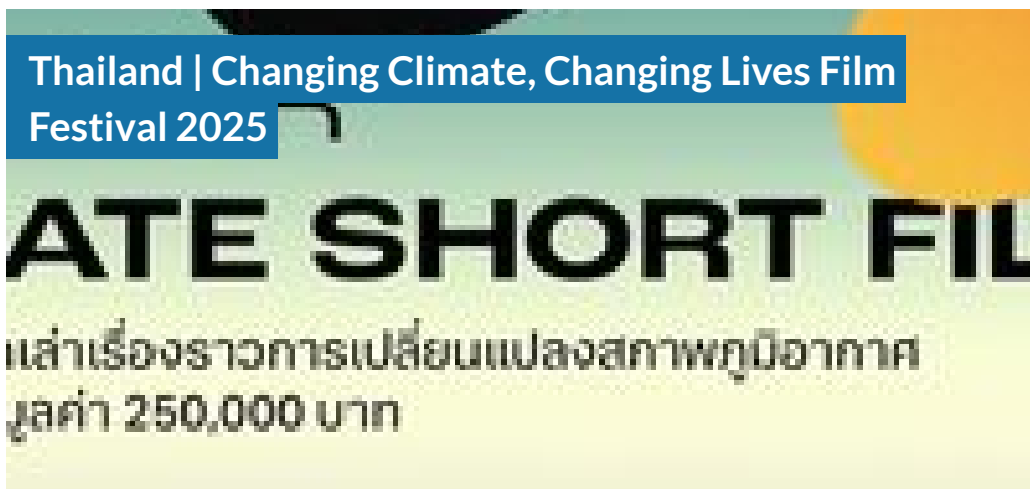 Thailand | Changing Climate, Changing Lives Film
Festival 2025
ATE SHORT FIL
เล่าเรื่องราวการเปลี่ยนแปลงสภาพภูมิอากาศ
มูลค่า 250,000 บาท